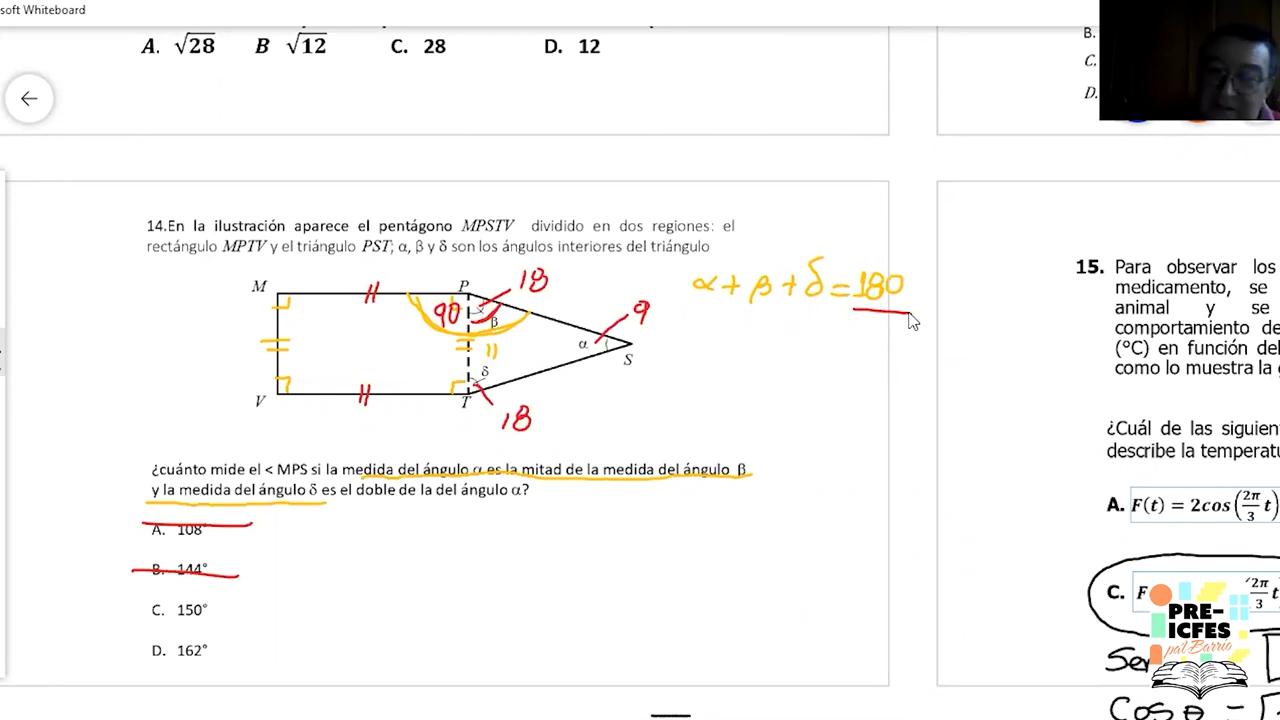 soft Whiteboard
A. √28 B √12 C. 28 D. 12
B.
C.
D.
14.En la ilustración aparece el pentágono MPSTV dividido en dos regiones: el
rectángulo MPTV y el triángulo PST; α, β y δ son los ángulos interiores del triángulo
α + β + δ = 180
M P 18
90 β 9
α S
δ
V T 18
¿cuánto mide el < MPS si la medida del ángulo α es la mitad de la medida del ángulo β
y la medida del ángulo δ es el doble de la del ángulo α?
A. 108°
B. 144°
C. 150°
D. 162°
15. Para observar los
medicamento, se
animal y se
comportamiento de
(°C) en función del
como lo muestra la g
¿Cuál de las siguien
describe la temperatu
A. F(t) = 2cos(2π/3 t)
C. F 2π/3 t
PRE-
ICFES
pal Barrio
Sen
Cos θ =